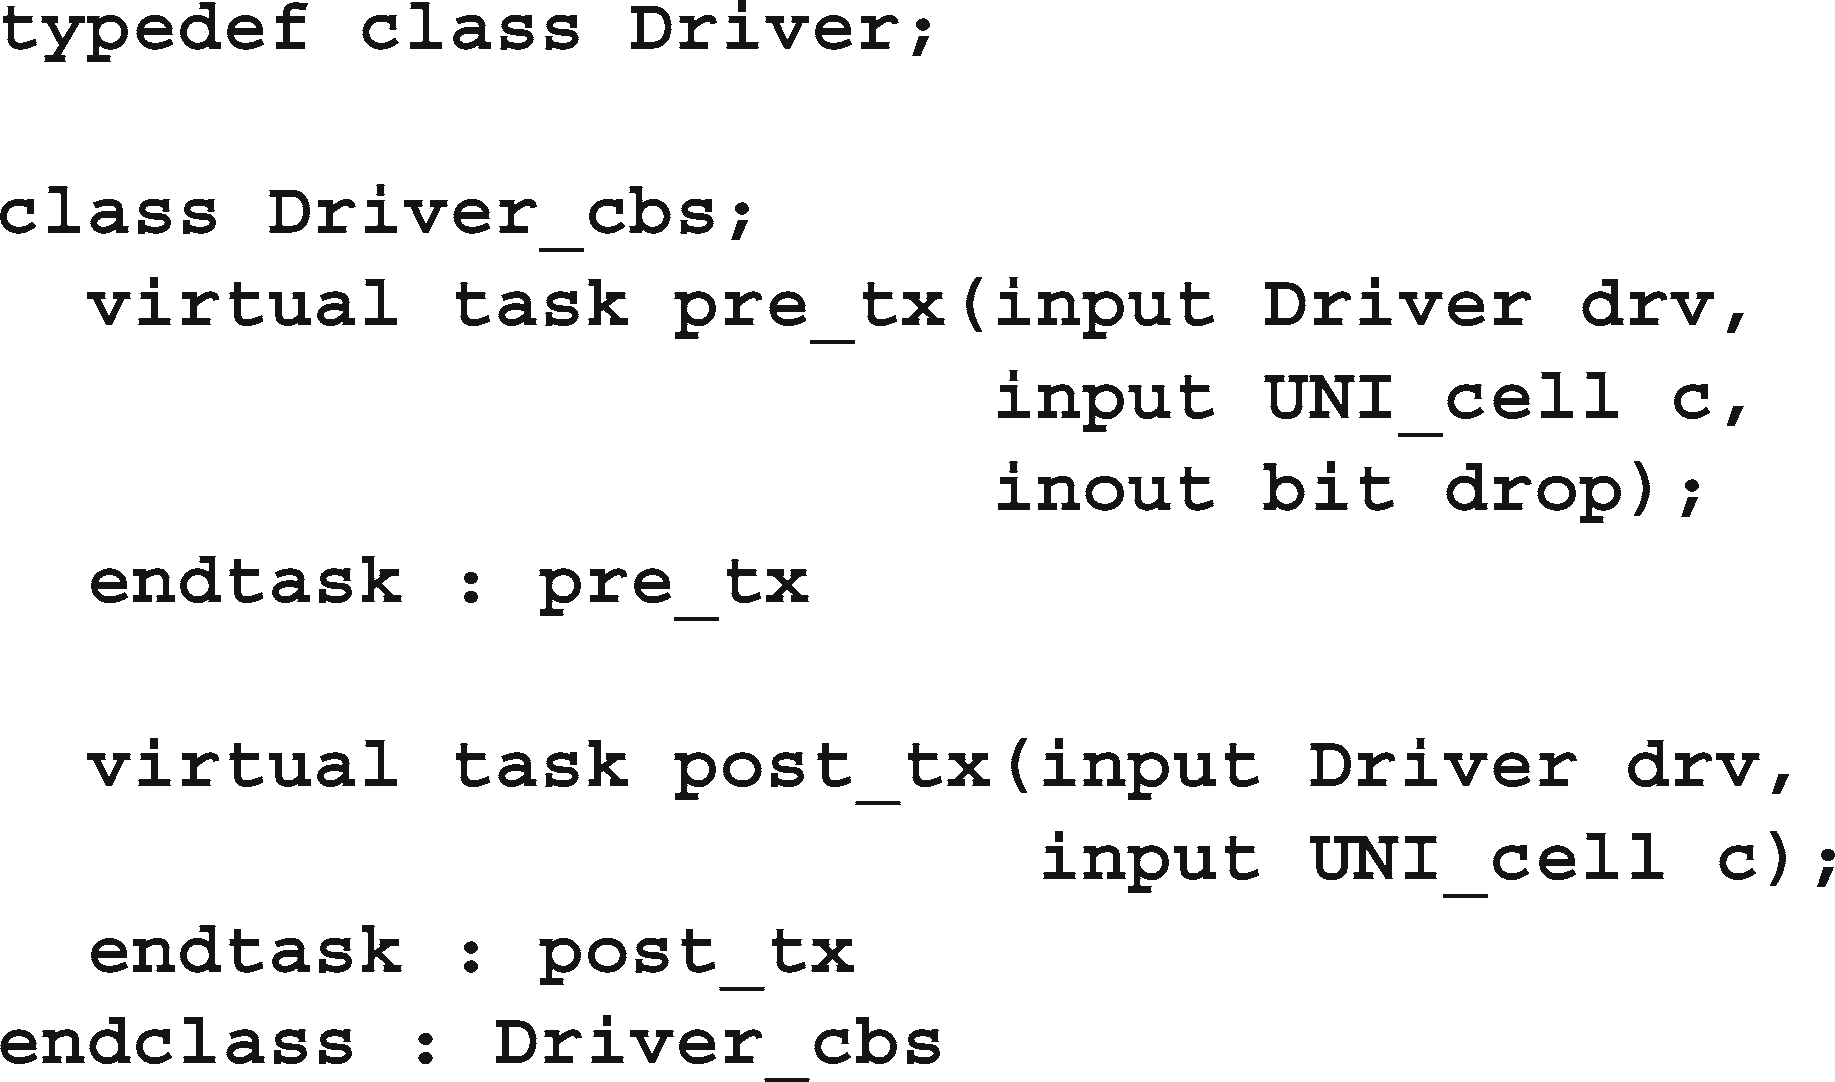 typedef class Driver;

class Driver_cbs;
  virtual task pre_tx(input Driver drv,
                      input UNI_cell c,
                      inout bit drop);
  endtask : pre_tx

  virtual task post_tx(input Driver drv,
                       input UNI_cell c);
  endtask : post_tx
endclass : Driver_cbs